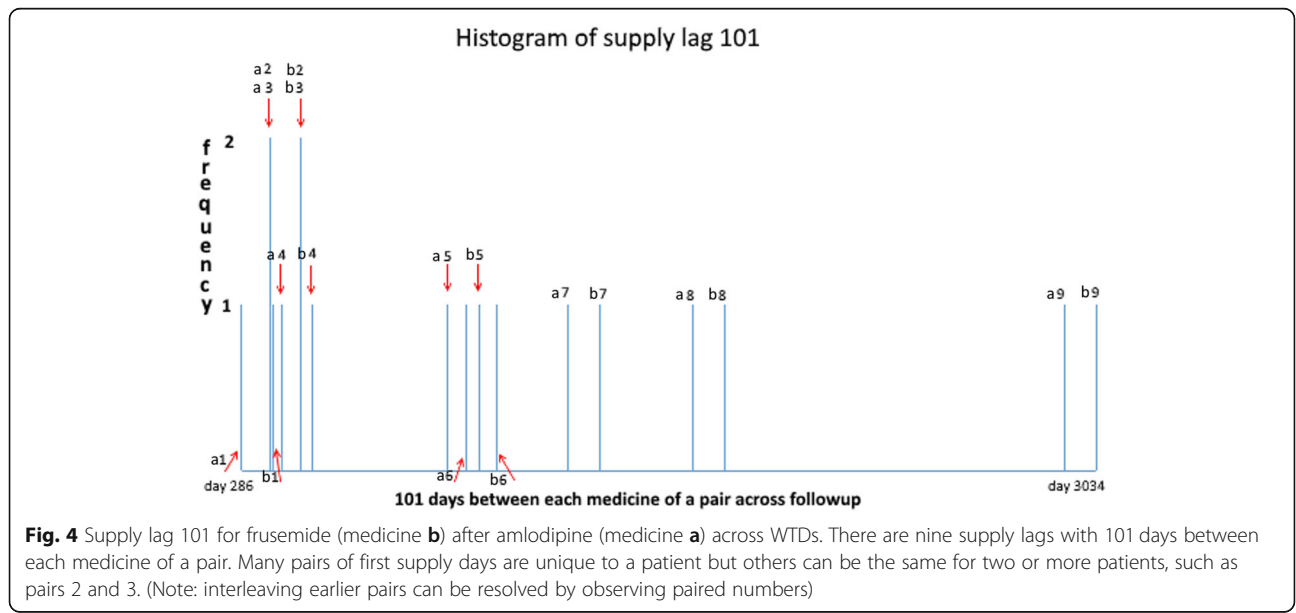 Histogram of supply lag 101
a2 b2
a3 b3
frequency
2
a4 b4
a5 b5
1
a7 b7
a8 b8
a9 b9
a1
b1
a6
b6
day 286
day 3034
101 days between each medicine of a pair across followup
Fig. 4 Supply lag 101 for frusemide (medicine b) after amlodipine (medicine a) across WTDs. There are nine supply lags with 101 days between
each medicine of a pair. Many pairs of first supply days are unique to a patient but others can be the same for two or more patients, such as
pairs 2 and 3. (Note: interleaving earlier pairs can be resolved by observing paired numbers)